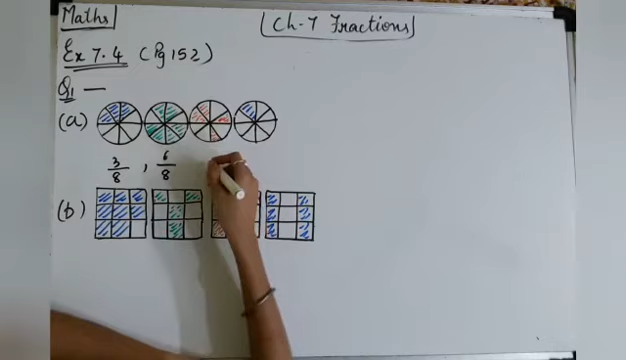 Maths
Ch-7 Fractions
Ex 7.4 (Pg 152)
Q1 —
(a)
3/8 , 6/8
(b)